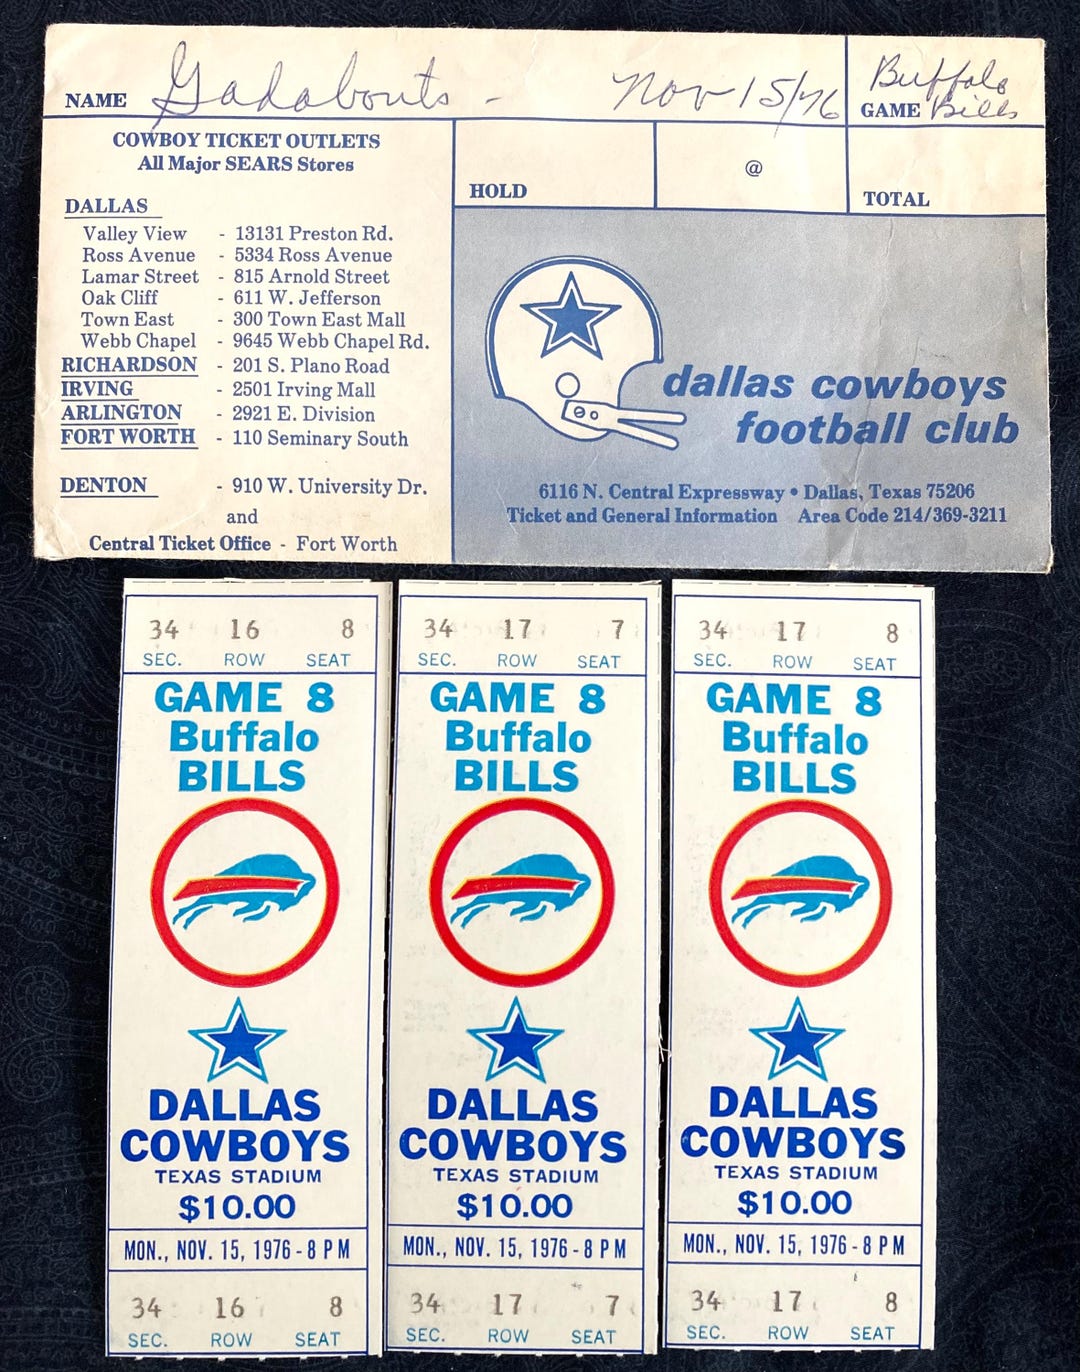 NAME Gadabouts - Nov 15/76 GAME Buffalo Bills
COWBOY TICKET OUTLETS
All Major SEARS Stores
DALLAS
Valley View - 13131 Preston Rd.
Ross Avenue - 5334 Ross Avenue
Lamar Street - 815 Arnold Street
Oak Cliff - 611 W. Jefferson
Town East - 300 Town East Mall
Webb Chapel - 9645 Webb Chapel Rd.
RICHARDSON - 201 S. Plano Road
IRVING - 2501 Irving Mall
ARLINGTON - 2921 E. Division
FORT WORTH - 110 Seminary South
DENTON - 910 W. University Dr.
and
Central Ticket Office - Fort Worth
HOLD @ TOTAL
dallas cowboys
football club
6116 N. Central Expressway • Dallas, Texas 75206
Ticket and General Information Area Code 214/369-3211
34 16 8
SEC. ROW SEAT
GAME 8
Buffalo
BILLS
DALLAS
COWBOYS
TEXAS STADIUM
$10.00
MON., NOV. 15, 1976 - 8 PM
34 16 8
SEC. ROW SEAT
34 17 7
SEC. ROW SEAT
GAME 8
Buffalo
BILLS
DALLAS
COWBOYS
TEXAS STADIUM
$10.00
MON., NOV. 15, 1976 - 8 PM
34 17 7
SEC. ROW SEAT
34 17 8
SEC. ROW SEAT
GAME 8
Buffalo
BILLS
DALLAS
COWBOYS
TEXAS STADIUM
$10.00
MON., NOV. 15, 1976 - 8 PM
34 17 8
SEC. ROW SEAT